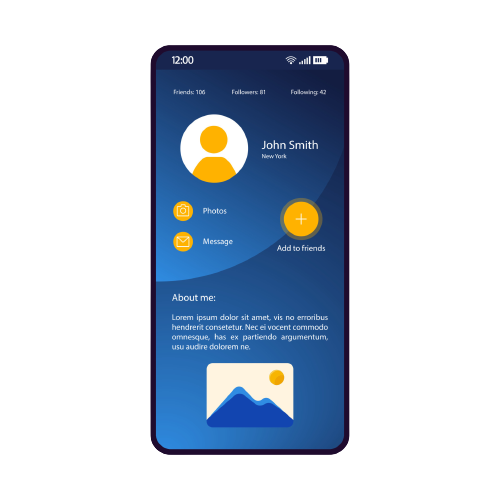 12:00
Friends: 106 Followers: 81 Following: 42
John Smith
New York
Photos
Message
Add to friends
About me:
Lorem ipsum dolor sit amet, vis no erroribus
hendrerit consetetur. Nec ei vocent commodo
omnesque, has ex partiendo argumentum,
usu audire dolorem ne.